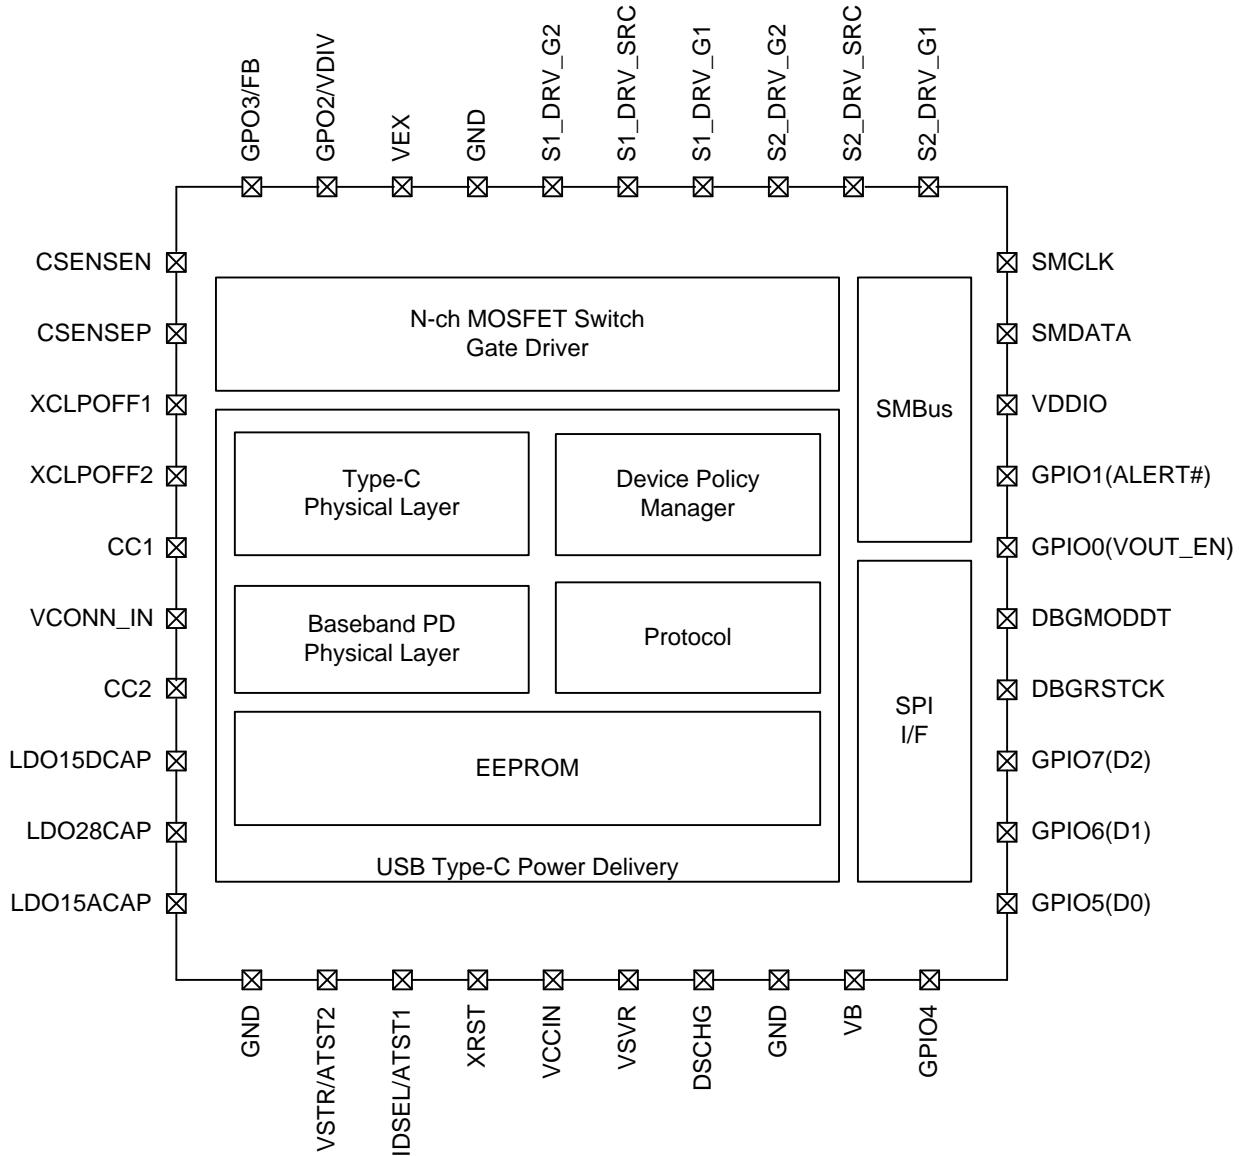 GPO3/FB
GPO2/VDIV
VEX
GND
S1_DRV_G2
S1_DRV_SRC
S1_DRV_G1
S2_DRV_G2
S2_DRV_SRC
S2_DRV_G1
CSENSEN
CSENSEP
XCLPOFF1
XCLPOFF2
CC1
VCONN_IN
CC2
LDO15DCAP
LDO28CAP
LDO15ACAP
N-ch MOSFET Switch
Gate Driver
Type-C
Physical Layer
Device Policy
Manager
Baseband PD
Physical Layer
Protocol
EEPROM
USB Type-C Power Delivery
SMBus
SPI
I/F
SMCLK
SMDATA
VDDIO
GPIO1(ALERT#)
GPIO0(VOUT_EN)
DBGMODDT
DBGRSTCK
GPIO7(D2)
GPIO6(D1)
GPIO5(D0)
GND
VSTR/ATST2
IDSEL/ATST1
XRST
VCCIN
VSVR
DSCHG
GND
VB
GPIO4